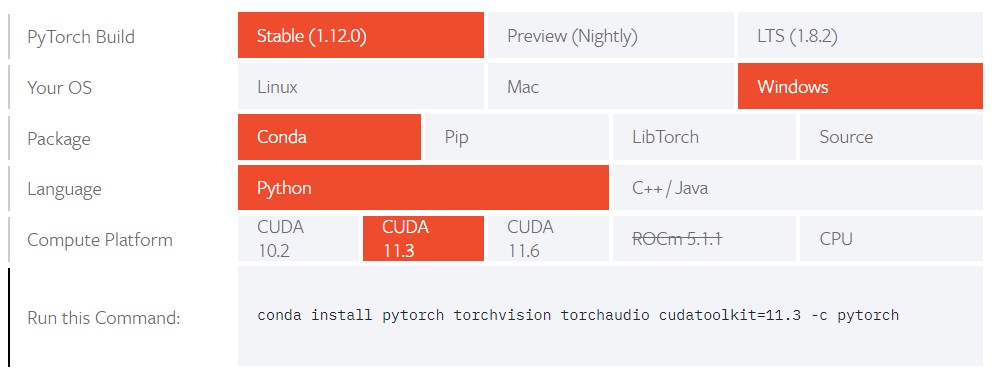 PyTorch Build Stable (1.12.0) Preview (Nightly) LTS (1.8.2)
Your OS Linux Mac Windows
Package Conda Pip LibTorch Source
Language Python C++ / Java
Compute Platform CUDA 10.2 CUDA 11.3 CUDA 11.6 ROCm 5.1.1 CPU
Run this Command: conda install pytorch torchvision torchaudio cudatoolkit=11.3 -c pytorch